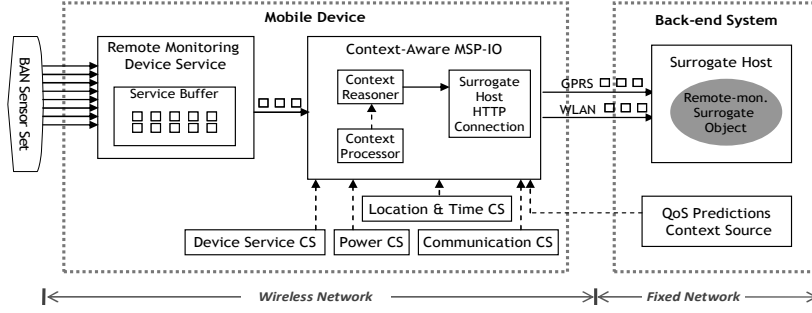 Mobile Device
Back-end System
BAN Sensor Set
Remote Monitoring
Device Service
Service Buffer
Context-Aware MSP-IO
Context
Reasoner
Context
Processor
Surrogate
Host
HTTP
Connection
GPRS
WLAN
Surrogate Host
Remote-mon.
Surrogate
Object
Location & Time CS
Device Service CS
Power CS
Communication CS
QoS Predictions
Context Source
Wireless Network
Fixed Network